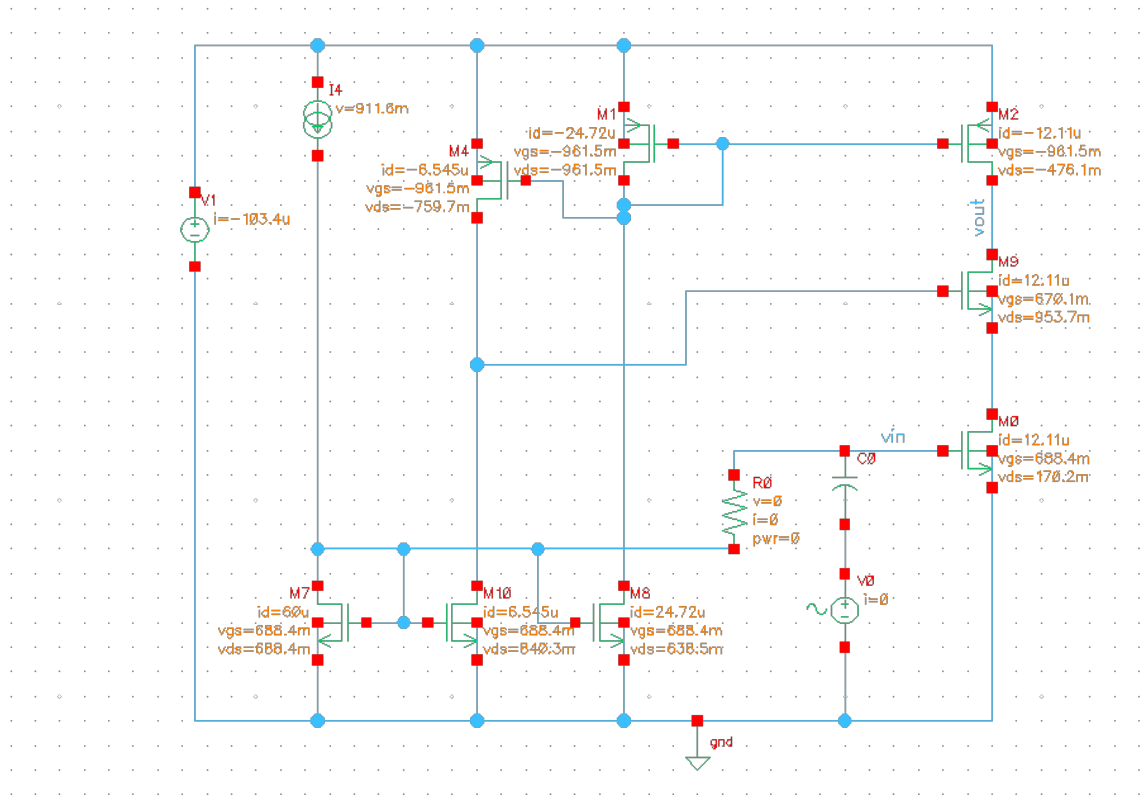 I4
v=911.6m
M4
id=-6.545u
vgs=-961.5m
vds=-759.7m
M1
id=-24.72u
vgs=-961.5m
vds=-961.5m
M2
id=-12.11u
vgs=-961.5m
vds=-476.1m
V1
i=-103.4u
vout
M9
id=12.11u
vgs=670.1m
vds=953.7m
vin
M0
id=12.11u
vgs=688.4m
vds=170.2m
C0
R0
v=0
i=0
pwr=0
V0
i=0
M7
id=60u
vgs=688.4m
vds=688.4m
M10
id=6.545u
vgs=688.4m
vds=840.3m
M8
id=24.72u
vgs=688.4m
vds=638.5m
gnd